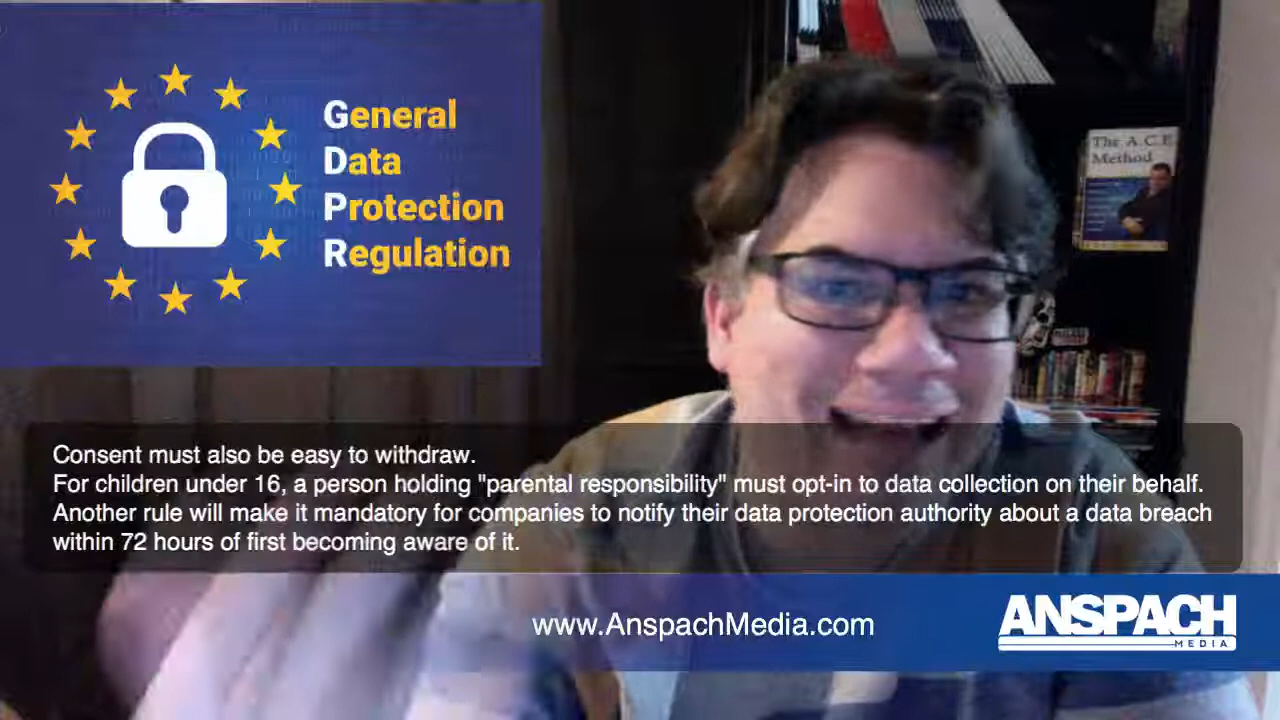 General
Data
Protection
Regulation
The A.C.E.
Method
Consent must also be easy to withdraw.
For children under 16, a person holding "parental responsibility" must opt-in to data collection on their behalf.
Another rule will make it mandatory for companies to notify their data protection authority about a data breach
within 72 hours of first becoming aware of it.
www.AnspachMedia.com
ANSPACH
MEDIA